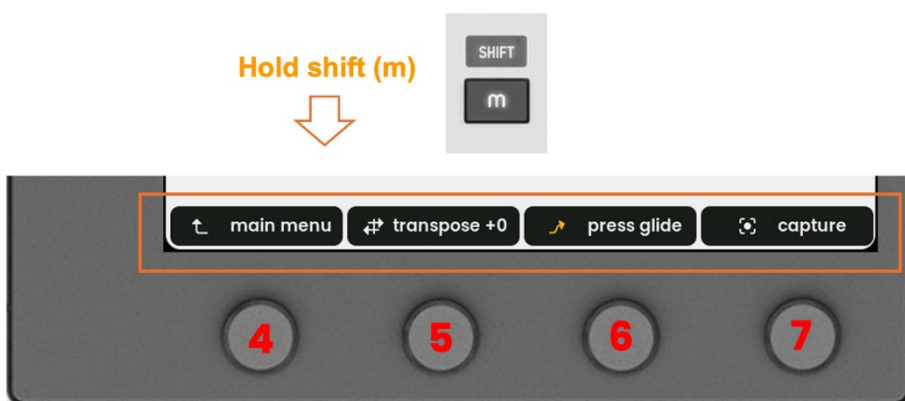 SHIFT
Hold shift (m)
m
main menu
transpose +0
press glide
capture
4
5
6
7